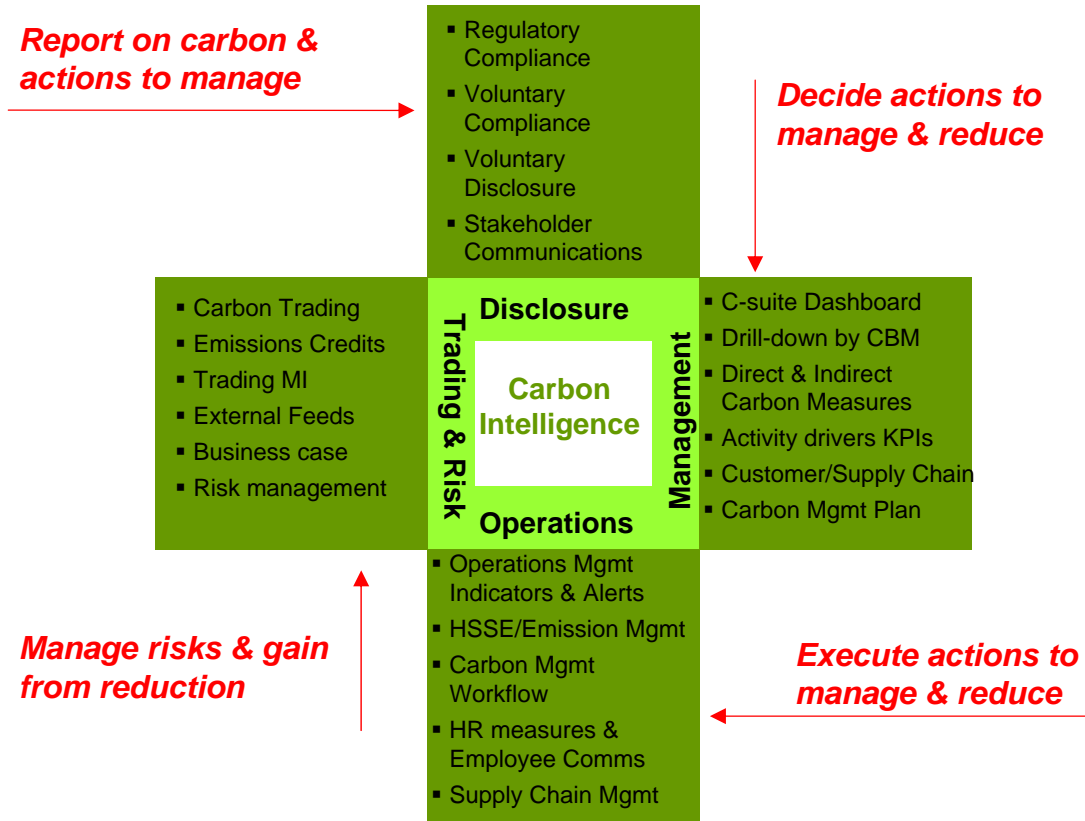 Report on carbon &
actions to manage
▪ Regulatory
Compliance
▪ Voluntary
Compliance
▪ Voluntary
Disclosure
▪ Stakeholder
Communications
Decide actions to
manage & reduce
▪ Carbon Trading
▪ Emissions Credits
▪ Trading MI
▪ External Feeds
▪ Business case
▪ Risk management
Trading & Risk
Disclosure
Carbon
Intelligence
Operations
Management
▪ C-suite Dashboard
▪ Drill-down by CBM
▪ Direct & Indirect
Carbon Measures
▪ Activity drivers KPIs
▪ Customer/Supply Chain
▪ Carbon Mgmt Plan
Manage risks & gain
from reduction
▪ Operations Mgmt
Indicators & Alerts
▪ HSSE/Emission Mgmt
▪ Carbon Mgmt
Workflow
▪ HR measures &
Employee Comms
▪ Supply Chain Mgmt
Execute actions to
manage & reduce